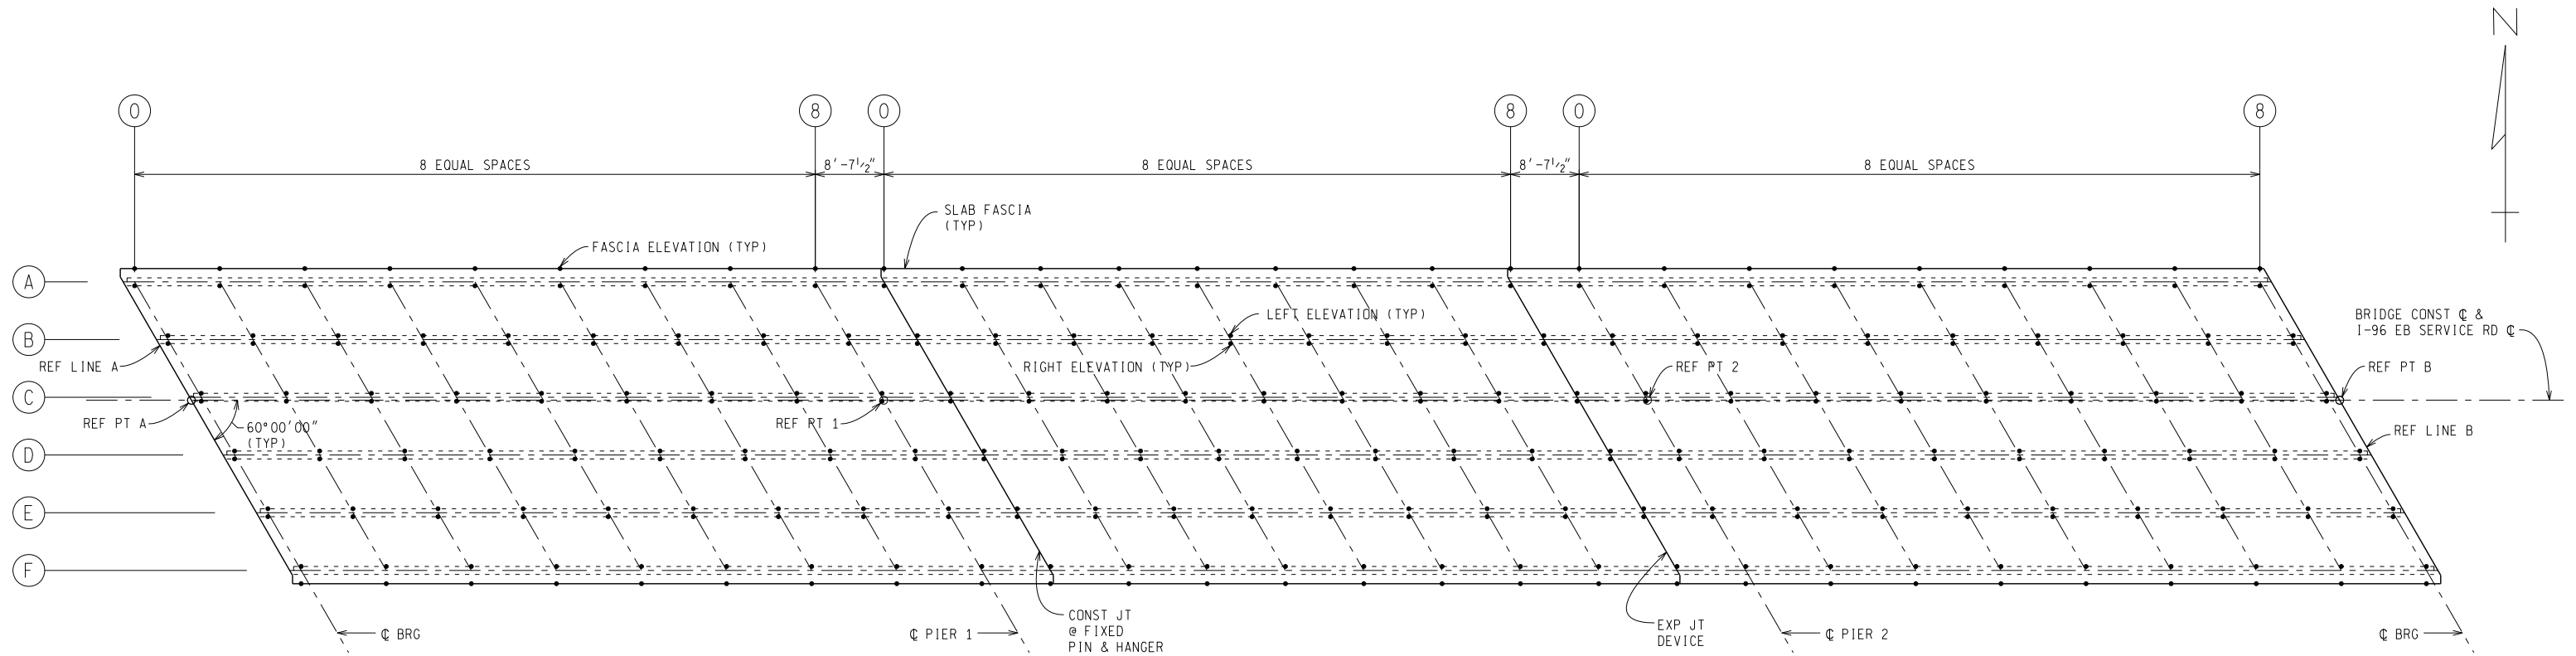 N
0
8
0
8
0
8
8 EQUAL SPACES
8'-7½"
8 EQUAL SPACES
8'-7½"
8 EQUAL SPACES
SLAB FASCIA
(TYP)
FASCIA ELEVATION (TYP)
A
LEFT ELEVATION (TYP)
BRIDGE CONST ℄ &
I-96 EB SERVICE RD ℄
B
REF LINE A
RIGHT ELEVATION (TYP)
REF PT 2
REF PT B
C
REF PT A
60°00'00"
(TYP)
REF PT 1
REF LINE B
D
E
F
℄ BRG
℄ PIER 1
CONST JT
@ FIXED
PIN & HANGER
EXP JT
DEVICE
℄ PIER 2
℄ BRG